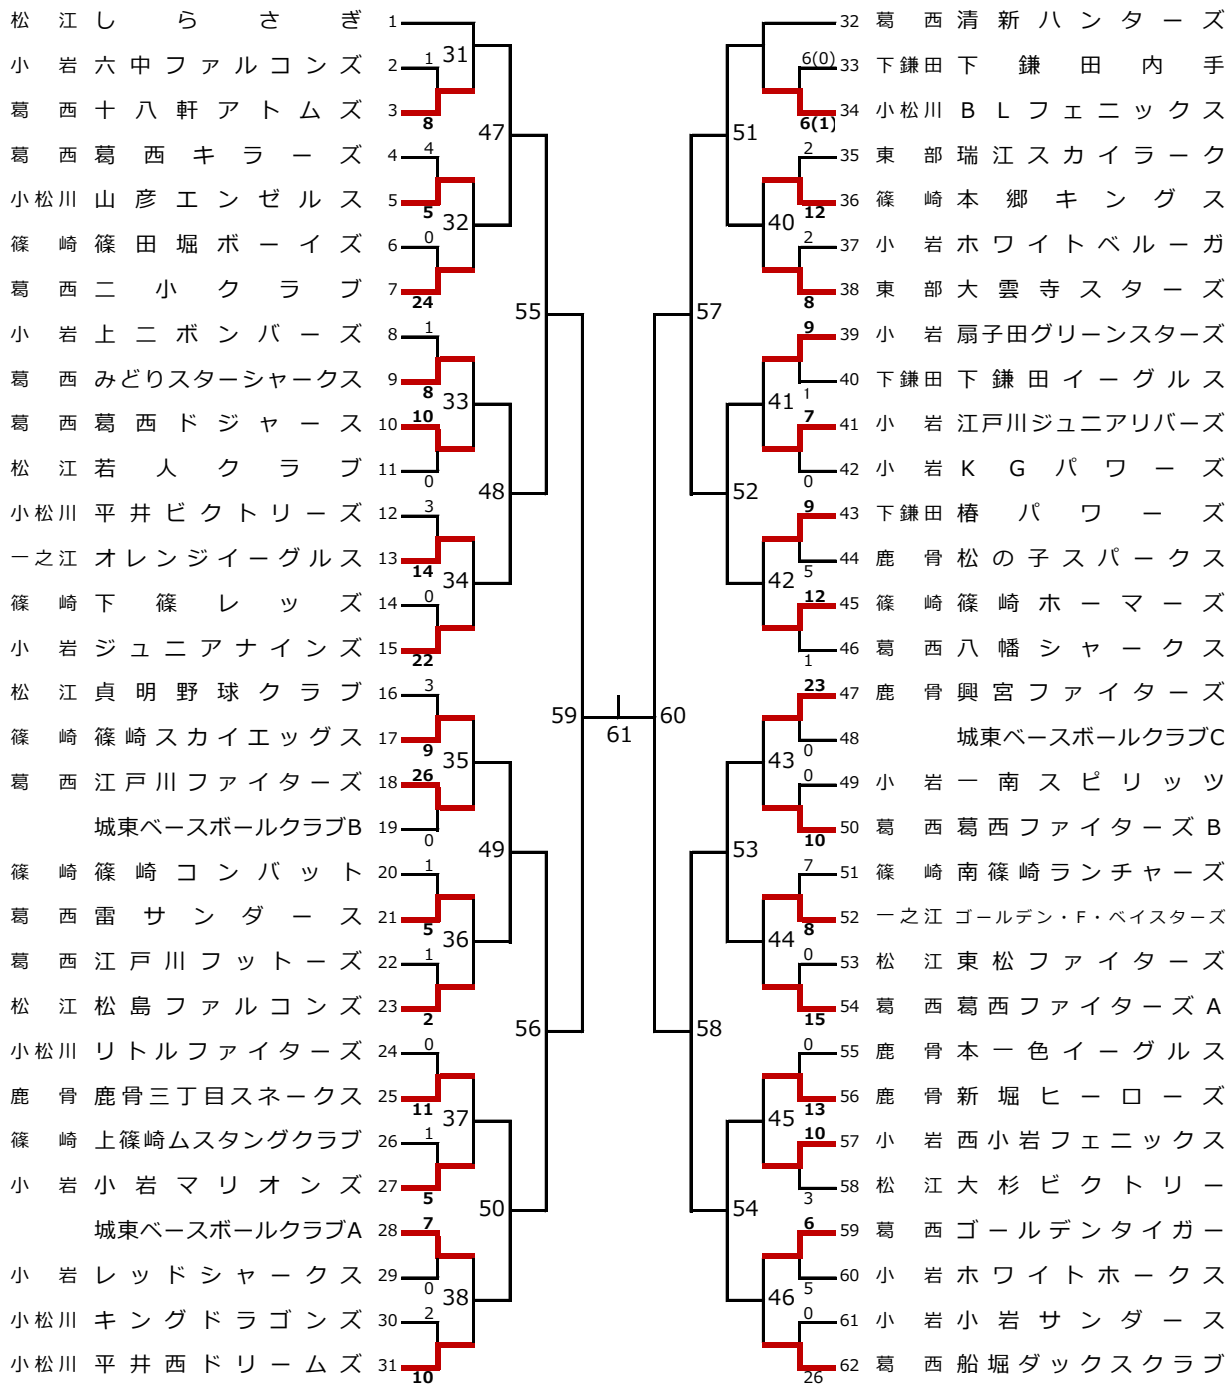 松江 しらさぎ 1
小岩 六中ファルコンズ 2 1
31
葛西 十八軒アトムズ 3 8
47
葛西 葛西キラーズ 4 4
小松川 山彦エンゼルス 5 5
32
篠崎 篠田堀ボーイズ 6 0
葛西 二小クラブ 7 24
55
小岩 上ニボンバーズ 8 1
葛西 みどりスターシャークス 9 8
33
葛西 葛西ドジャース 10 10
松江 若人クラブ 11 0
48
小松川 平井ビクトリーズ 12 3
一之江 オレンジイーグルス 13 14
34
篠崎 下篠レッズ 14 0
小岩 ジュニアナインズ 15 22
松江 貞明野球クラブ 16 3
59
篠崎 篠崎スカイエッグス 17 9
35
葛西 江戸川ファイターズ 18 26
城東ベースボールクラブB 19 0
49
篠崎 篠崎コンバット 20 1
葛西 雷サンダース 21 5
36
葛西 江戸川フットーズ 22 1
松江 松島ファルコンズ 23 2
56
小松川 リトルファイターズ 24 0
鹿骨 鹿骨三丁目スネークス 25 11
37
篠崎 上篠崎ムスタングクラブ 26 1
小岩 小岩マリオンズ 27 5
50
城東ベースボールクラブA 28 7
小岩 レッドシャークス 29 0
38
小松川 キングドラゴンズ 30 2
小松川 平井西ドリームズ 31 10
61
32 葛西 清新ハンターズ
6(0) 33 下鎌田 下鎌田内手
6(1) 34 小松川 BLフェニックス
51
2 35 東部 瑞江スカイラーク
12 36 篠崎 本郷キングス
40
2 37 小岩 ホワイトベルーガ
8 38 東部 大雲寺スターズ
57
9 39 小岩 扇子田グリーンスターズ
1 40 下鎌田 下鎌田イーグルス
41
7 41 小岩 江戸川ジュニアリバーズ
0 42 小岩 KGパワーズ
52
9 43 下鎌田 椿パワーズ
5 44 鹿骨 松の子スパークス
42
12 45 篠崎 篠崎ホーマーズ
1 46 葛西 八幡シャークス
23 47 鹿骨 興宮ファイターズ
60
0 48 城東ベースボールクラブC
43
0 49 小岩 一南スピリッツ
10 50 葛西 葛西ファイターズB
53
7 51 篠崎 南篠崎ランチャーズ
8 52 一之江 ゴールデン・F・ベイスターズ
44
0 53 松江 東松ファイターズ
15 54 葛西 葛西ファイターズA
58
0 55 鹿骨 本一色イーグルス
13 56 鹿骨 新堀ヒーローズ
45
10 57 小岩 西小岩フェニックス
3 58 松江 大杉ビクトリー
54
6 59 葛西 ゴールデンタイガー
5 60 小岩 ホワイトホークス
46
0 61 小岩 小岩サンダース
26 62 葛西 船堀ダックスクラブ